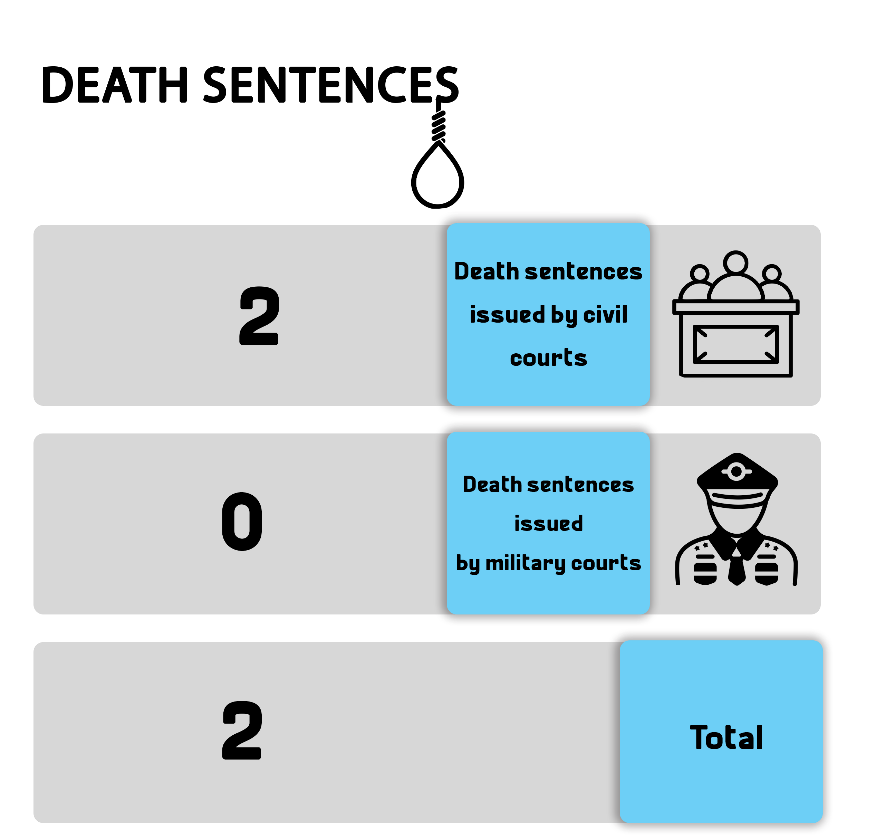 DEATH SENTENCES
2
Death sentences
issued by civil
courts
0
Death sentences
issued
by military courts
2
Total